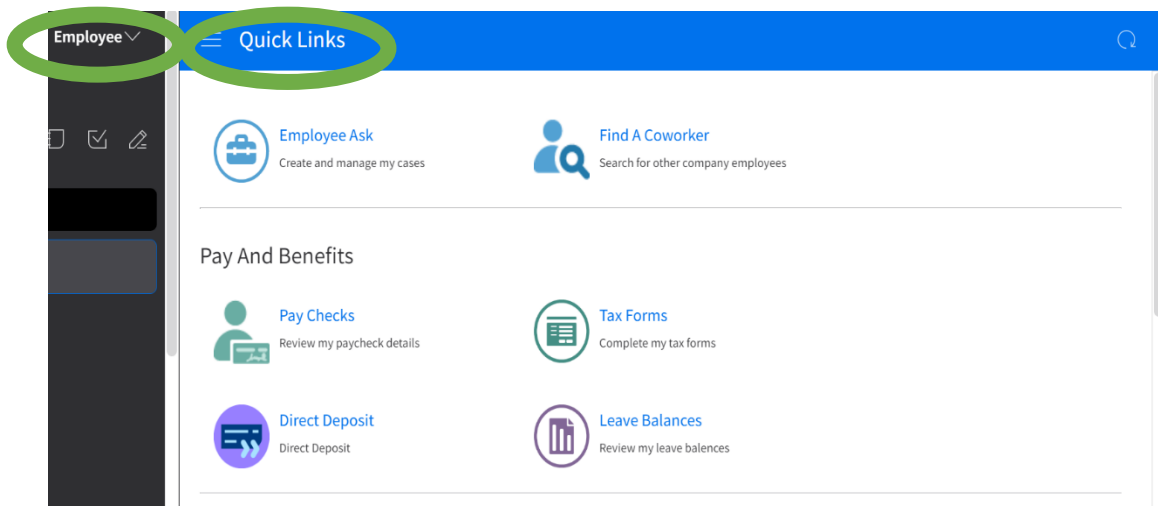 Employee
Quick Links
Employee Ask
Create and manage my cases
Find A Coworker
Search for other company employees
Pay And Benefits
Pay Checks
Review my paycheck details
Tax Forms
Complete my tax forms
Direct Deposit
Direct Deposit
Leave Balances
Review my leave balences